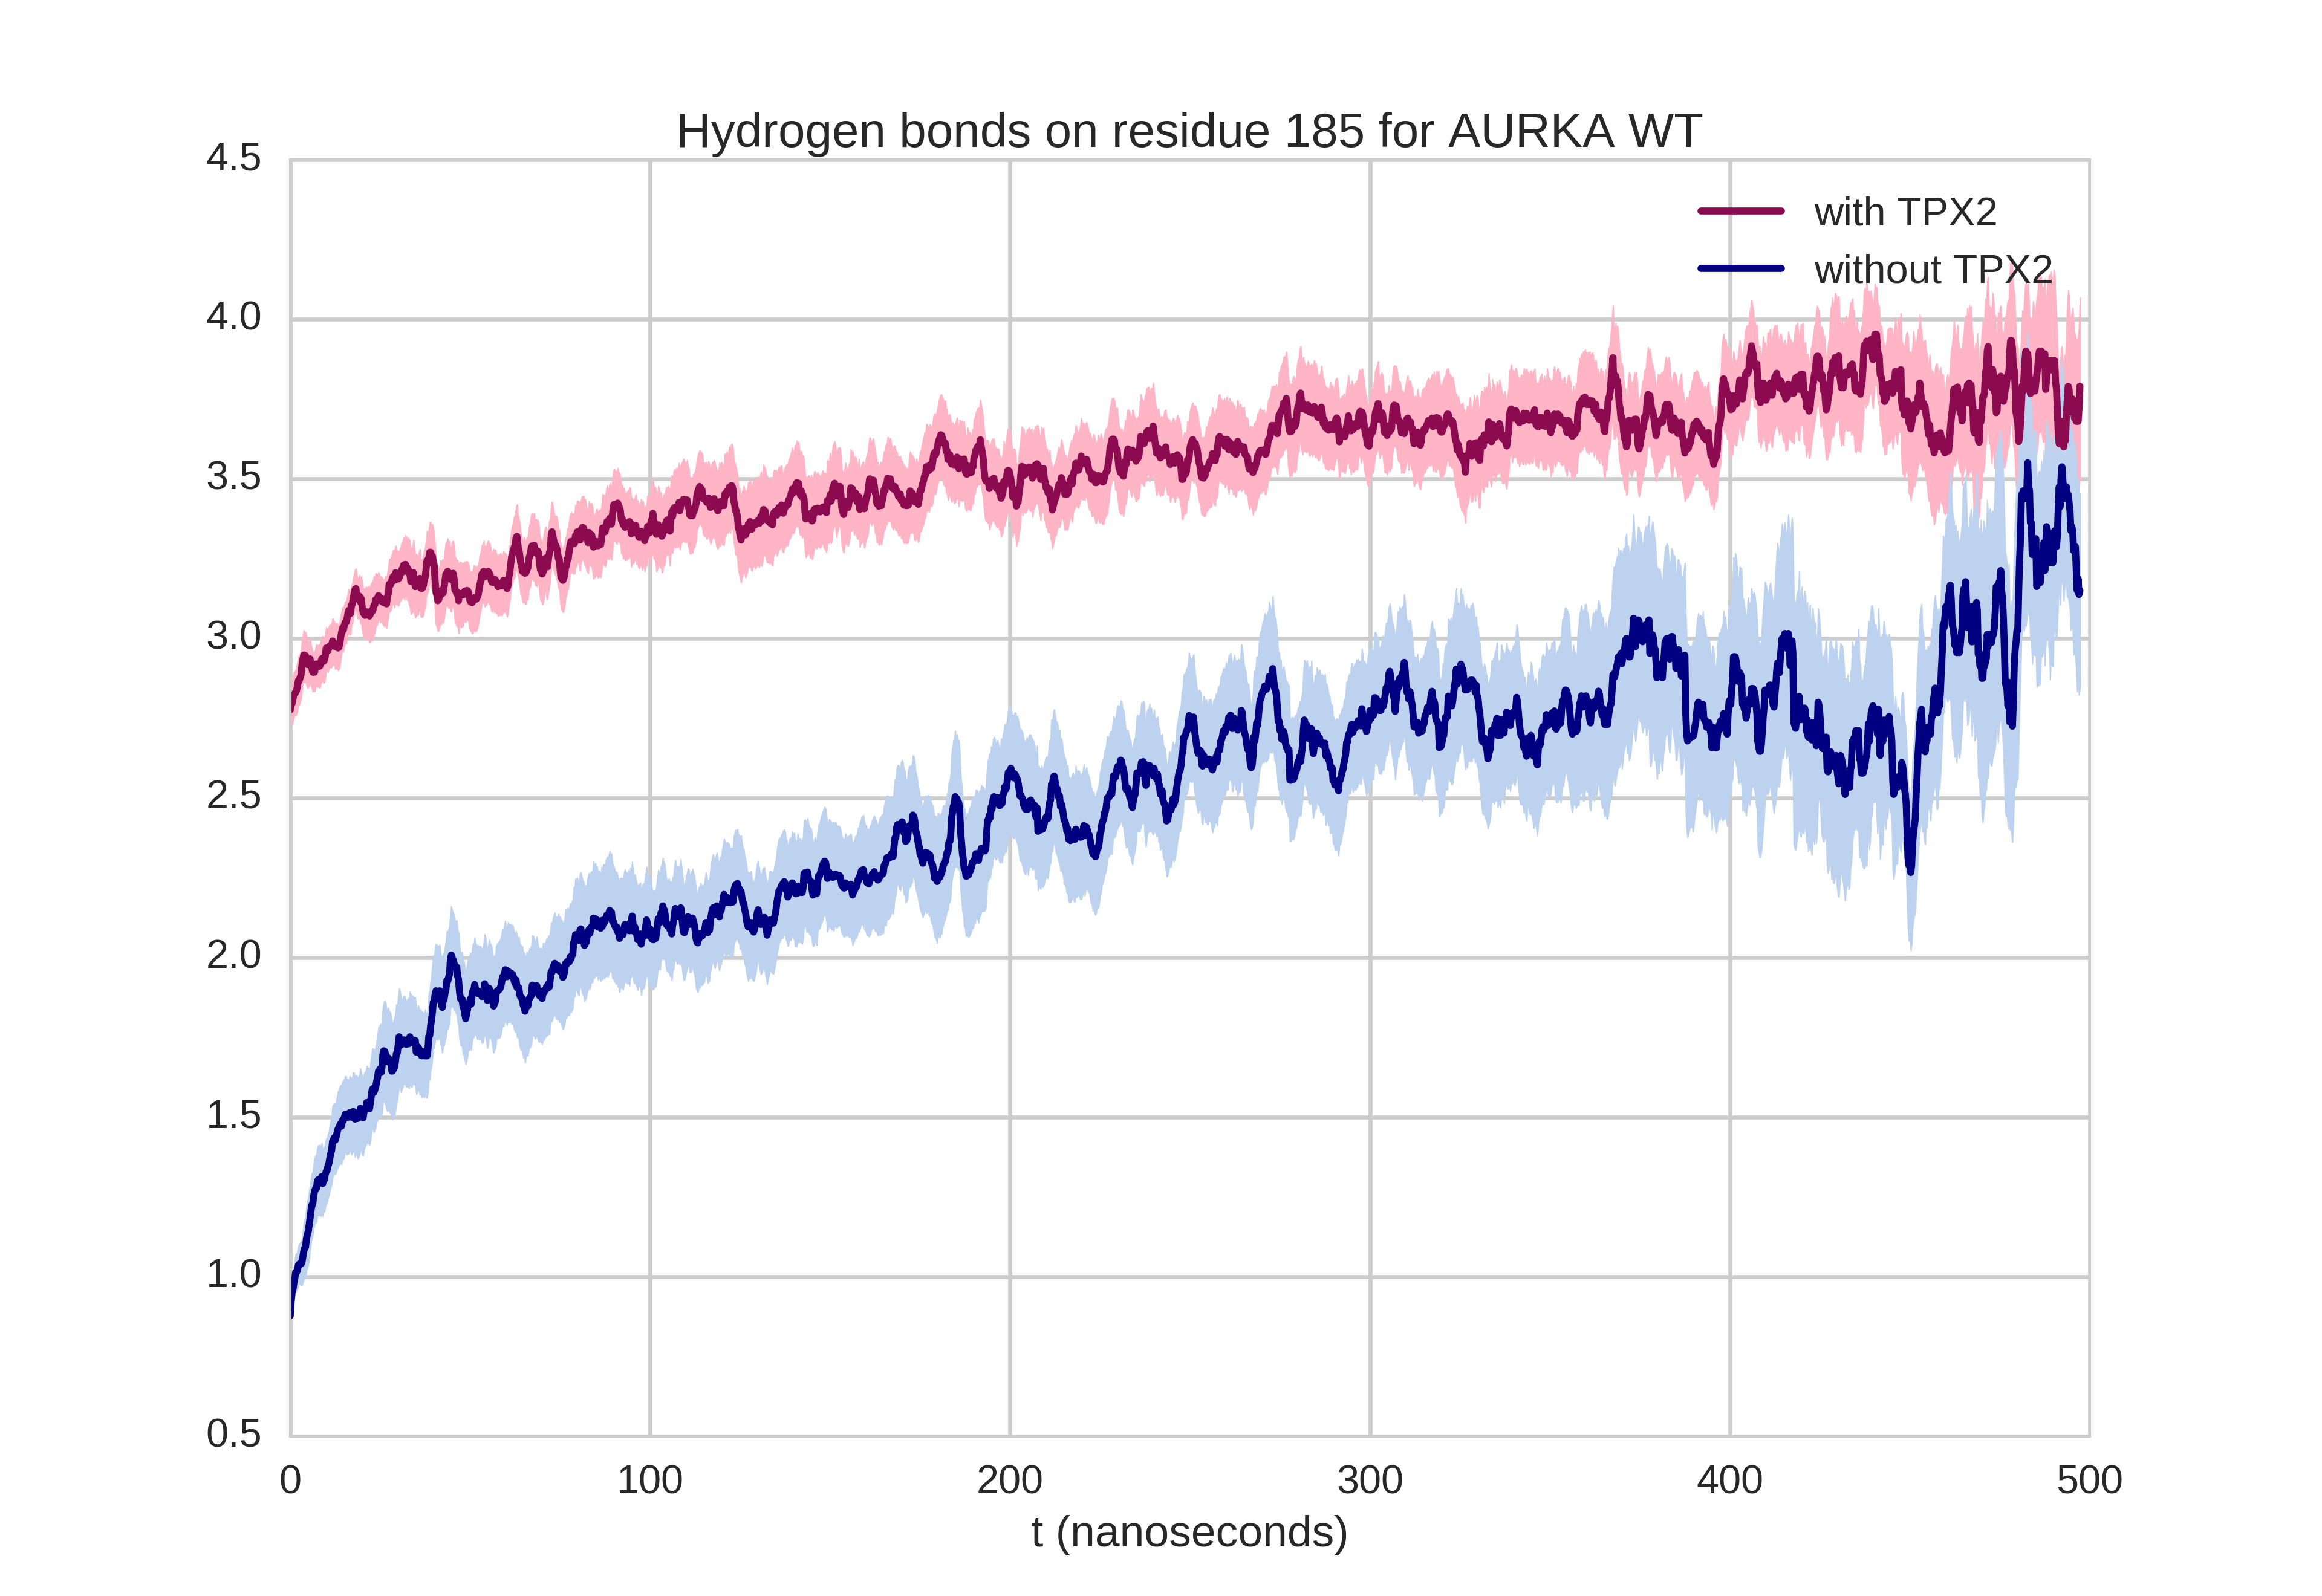 Hydrogen bonds on residue 185 for AURKA WT
4.5
4.0
3.5
3.0
2.5
2.0
1.5
1.0
0.5
with TPX2
without TPX2
0 100 200 300 400 500
t (nanoseconds)